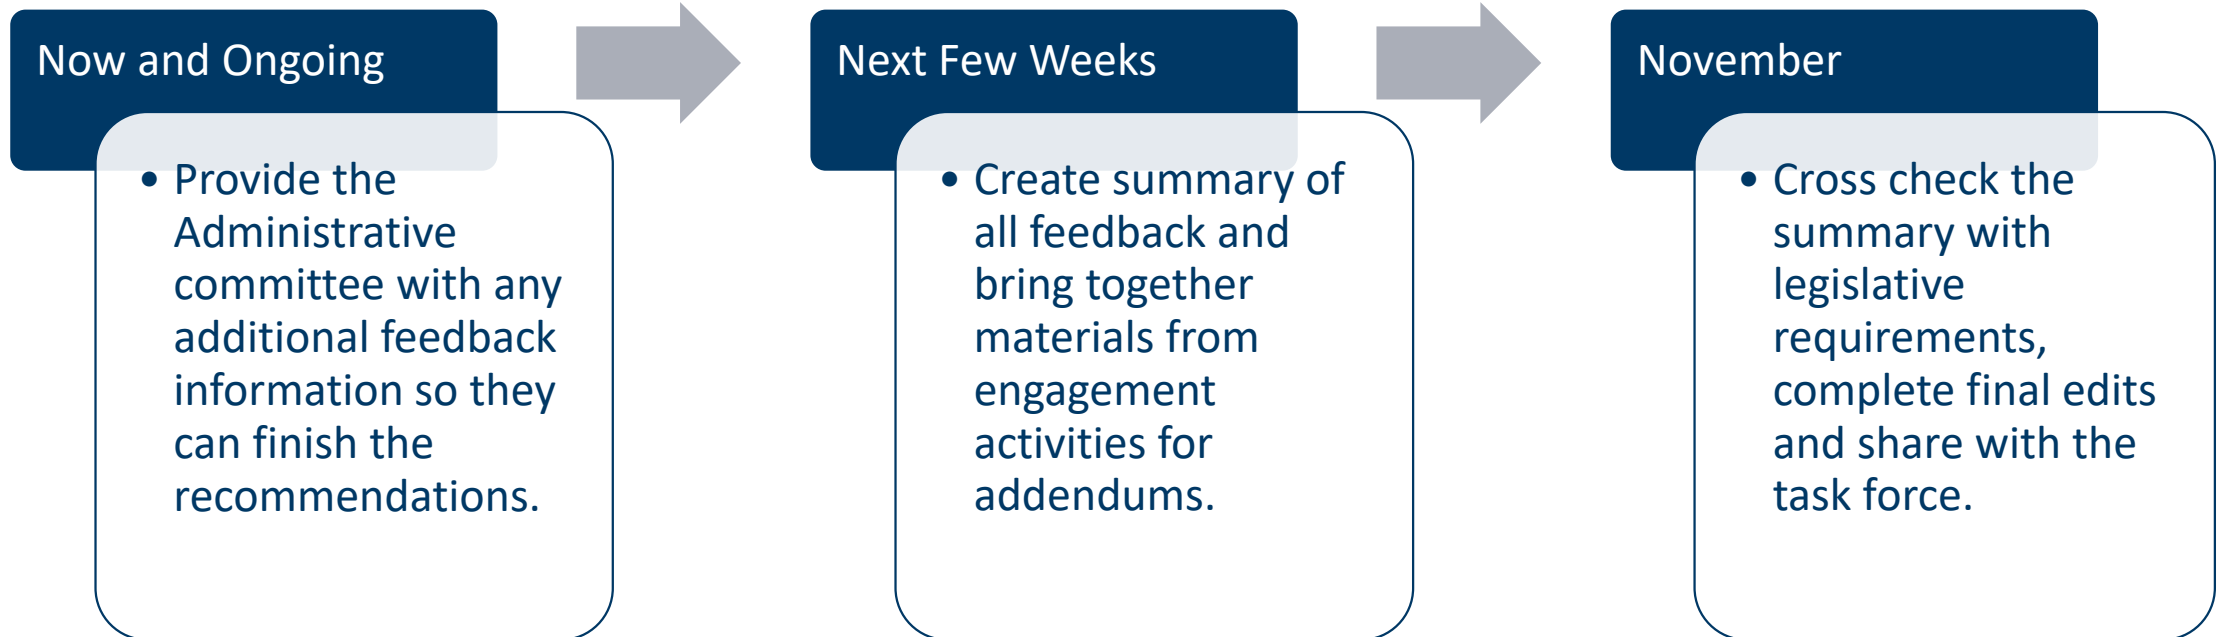 Now and Ongoing
• Provide the
Administrative
committee with any
additional feedback
information so they
can finish the
recommendations.
Next Few Weeks
• Create summary of
all feedback and
bring together
materials from
engagement
activities for
addendums.
November
• Cross check the
summary with
legislative
requirements,
complete final edits
and share with the
task force.